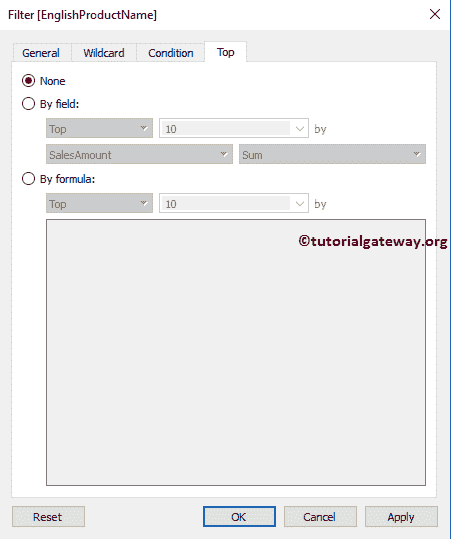 Filter [EnglishProductName]
General Wildcard Condition Top
None
By field:
Top 10 by
SalesAmount Sum
By formula:
Top 10 by
©tutorialgateway.org
Reset OK Cancel Apply